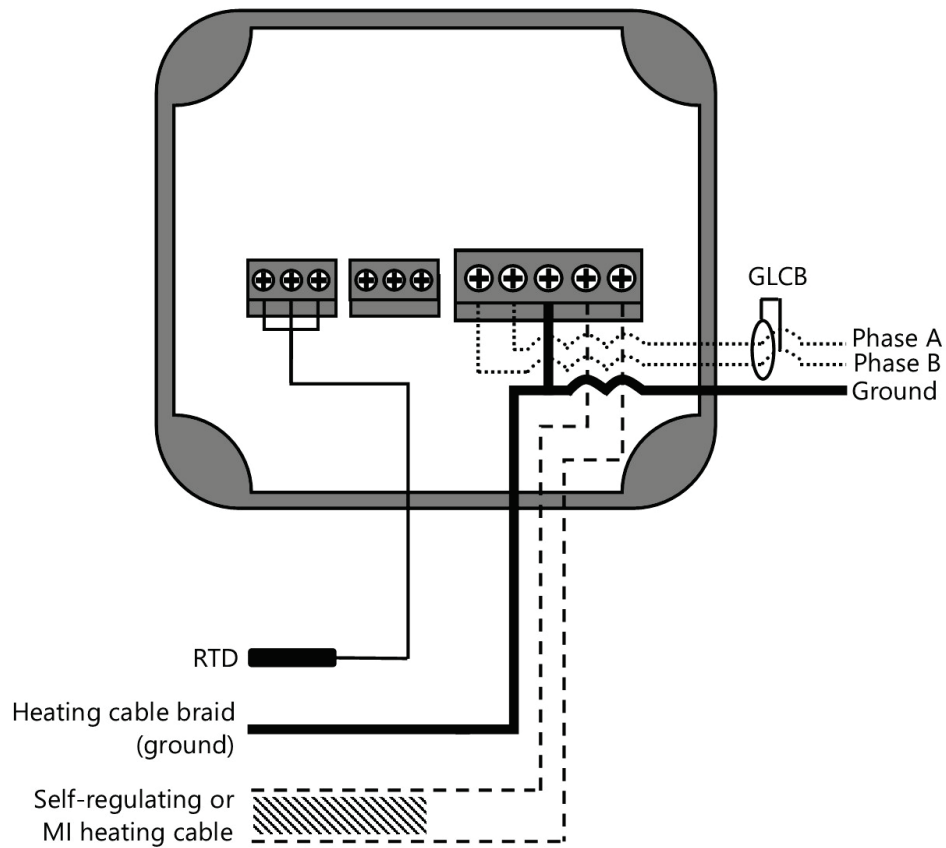 GLCB
Phase A
Phase B
Ground
RTD
Heating cable braid
(ground)
Self-regulating or
MI heating cable